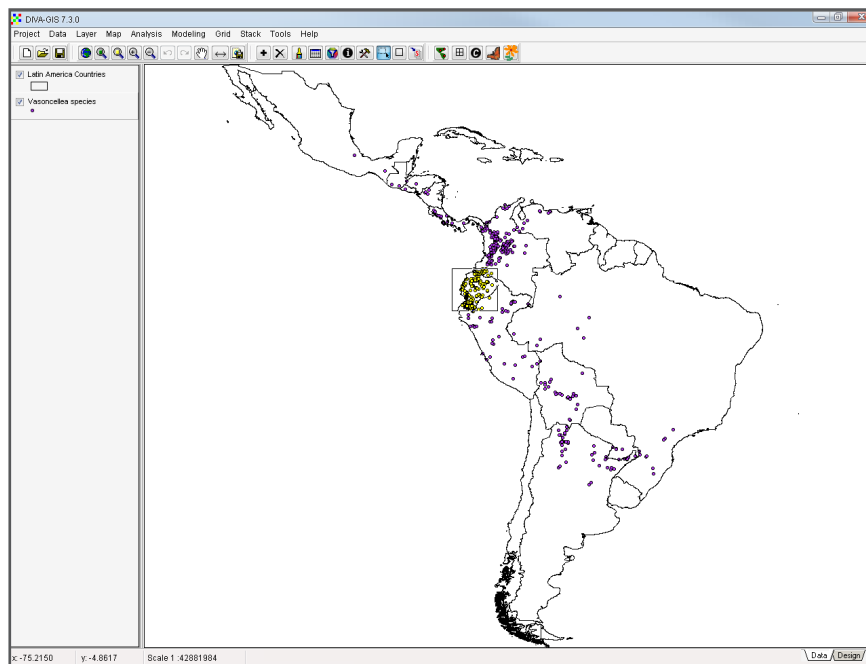 DIVA-GIS 7.3.0
Project Data Layer Map Analysis Modeling Grid Stack Tools Help
Latin America Countries
Vasoncellea species
x: -75.2150 y: -4.8617 Scale 1 :42881984 Data Design